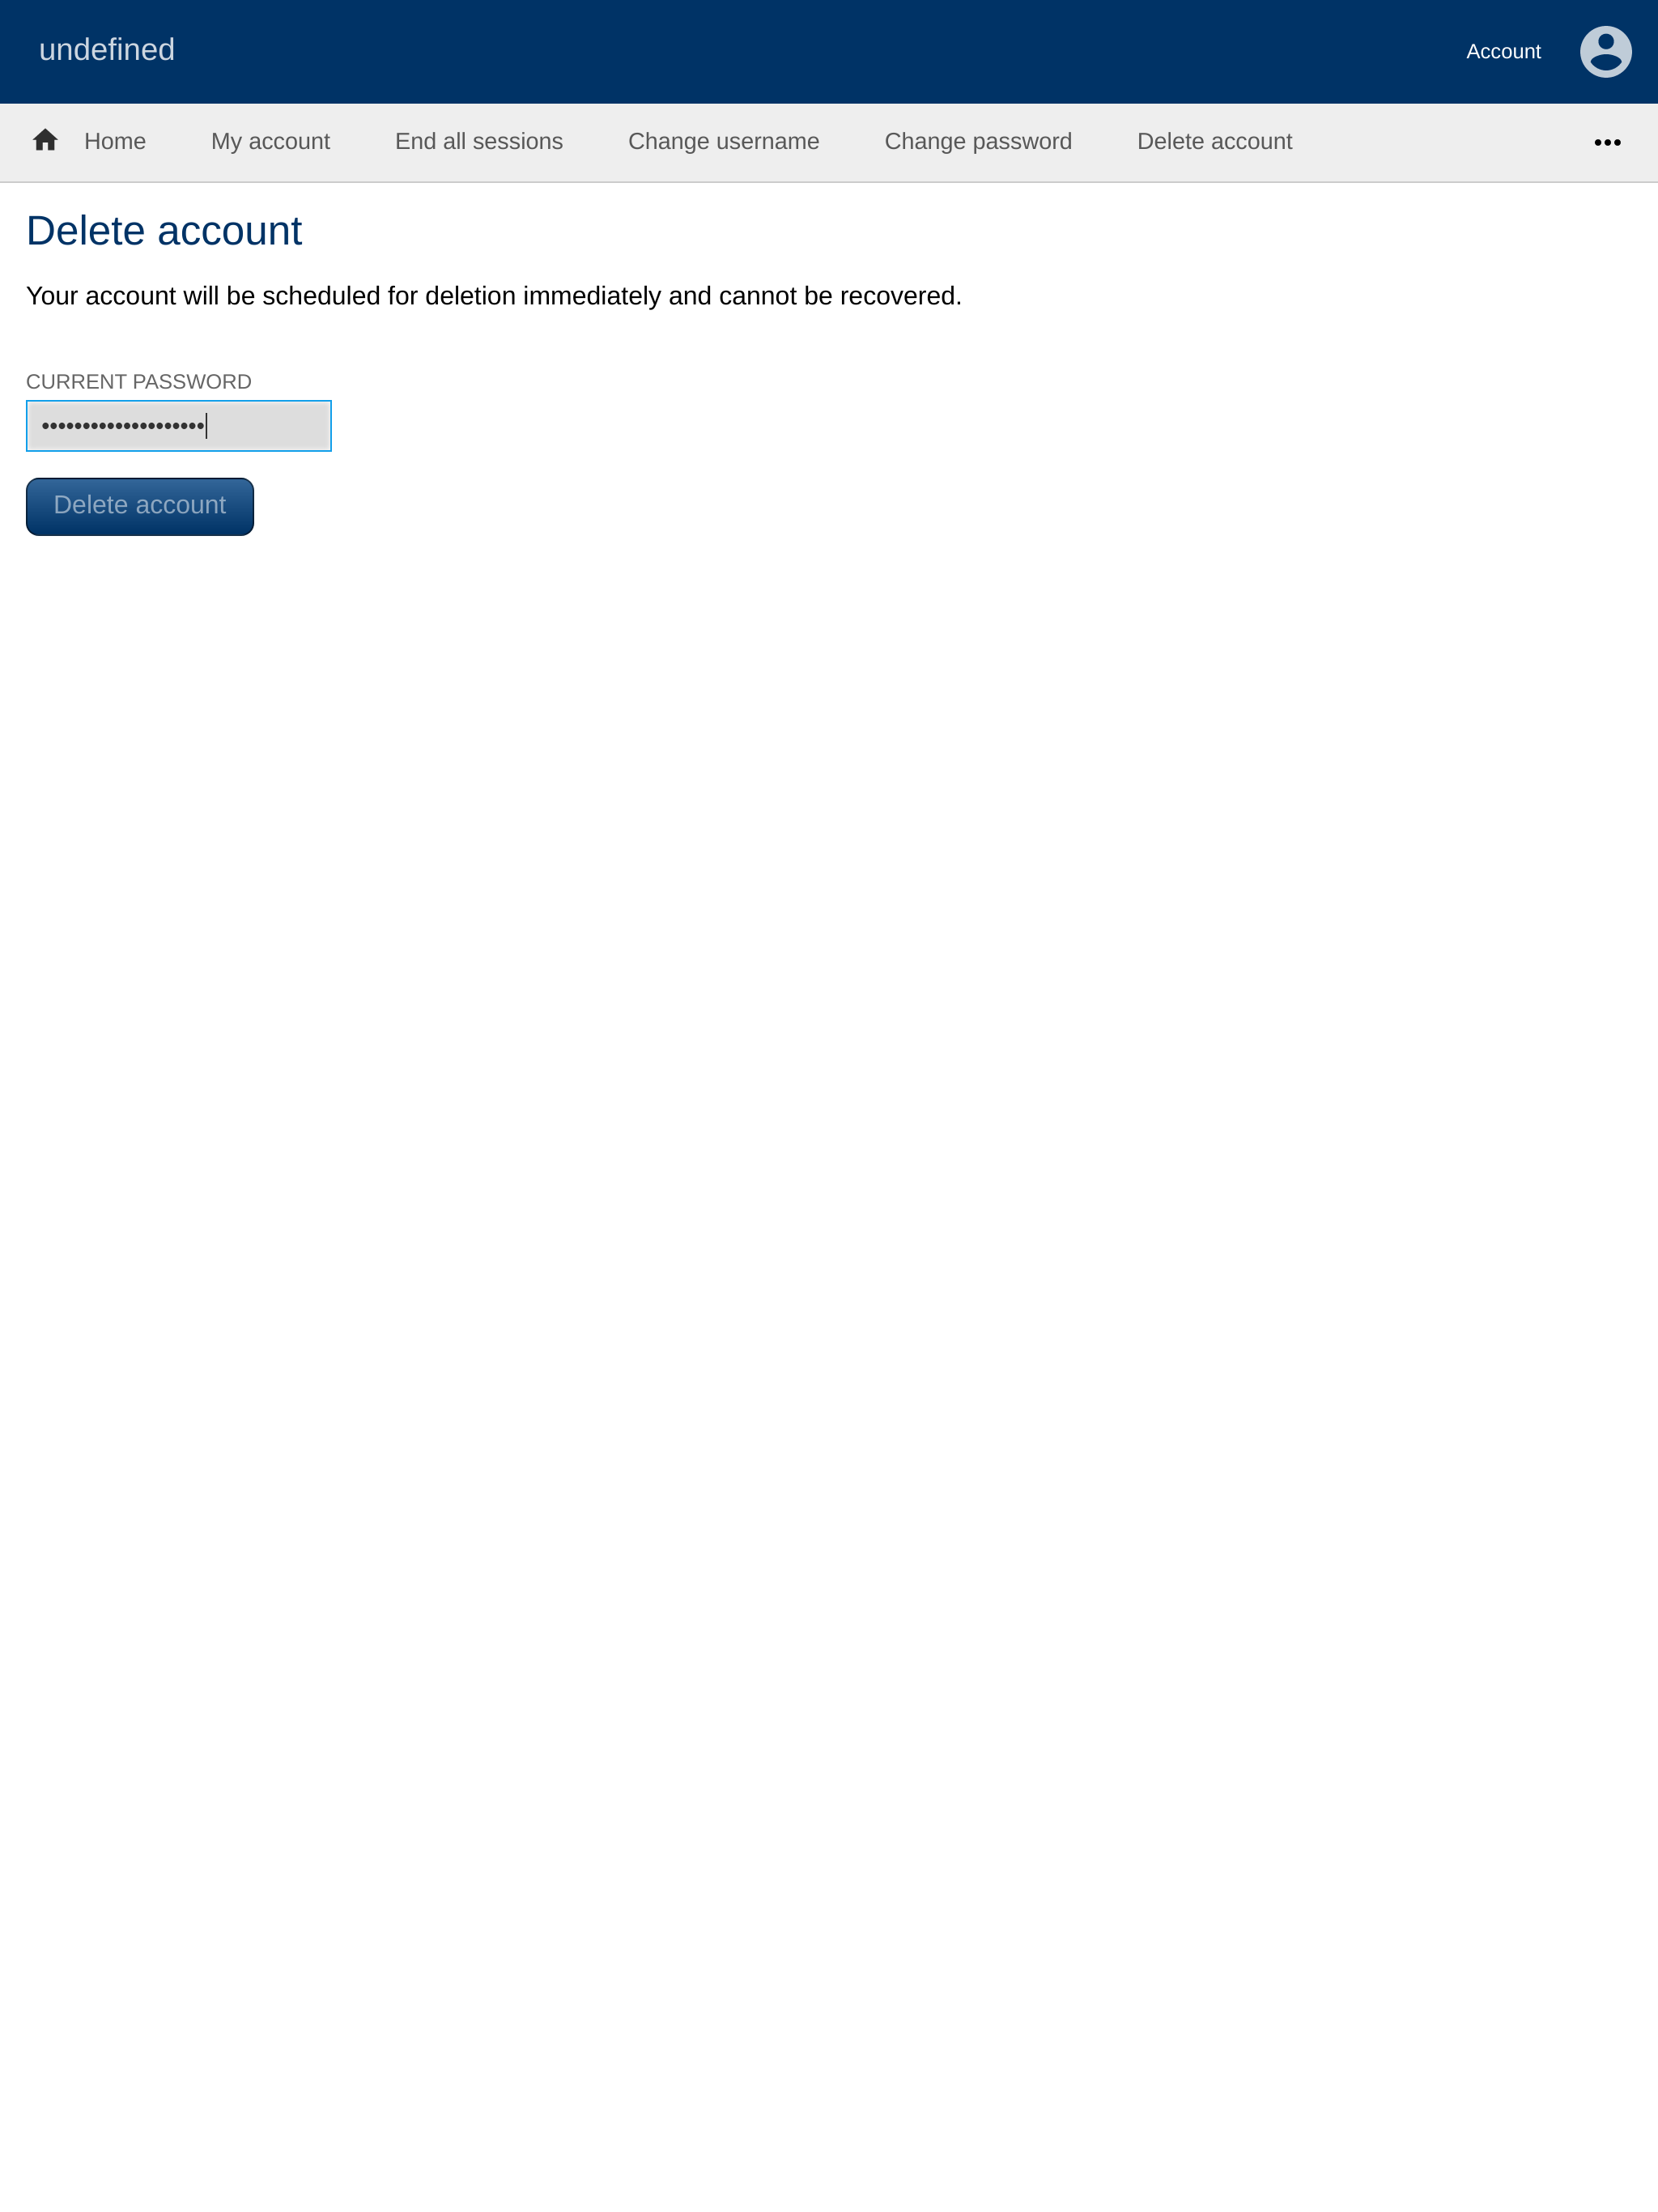 undefined
Account
Home My account End all sessions Change username Change password Delete account
Delete account
Your account will be scheduled for deletion immediately and cannot be recovered.
CURRENT PASSWORD
••••••••••••••••••••
Delete account